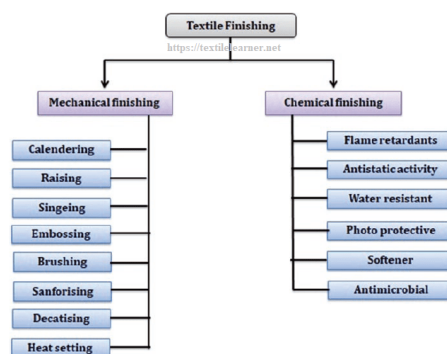 Textile Finishing
https://textilelearner.net
Mechanical finishing
Calendering
Raising
Singeing
Embossing
Brushing
Sanforising
Decatising
Heat setting
Chemical finishing
Flame retardants
Antistatic activity
Water resistant
Photo protective
Softener
Antimicrobial